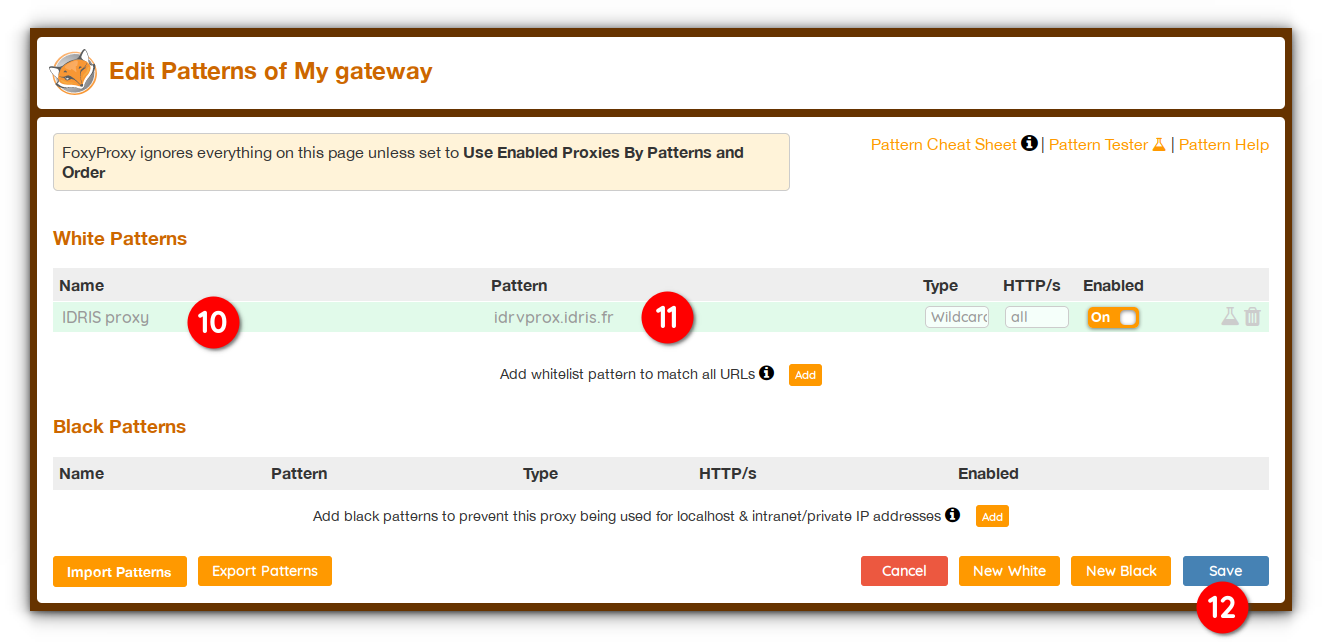 Edit Patterns of My gateway
FoxyProxy ignores everything on this page unless set to Use Enabled Proxies By Patterns and
Order
Pattern Cheat Sheet | Pattern Tester | Pattern Help
White Patterns
Name Pattern Type HTTP/s Enabled
IDRIS proxy 10 idrvprox.idris.fr 11 Wildcard all On
Add whitelist pattern to match all URLs Add
Black Patterns
Name Pattern Type HTTP/s Enabled
Add black patterns to prevent this proxy being used for localhost & intranet/private IP addresses Add
Import Patterns Export Patterns Cancel New White New Black Save
12